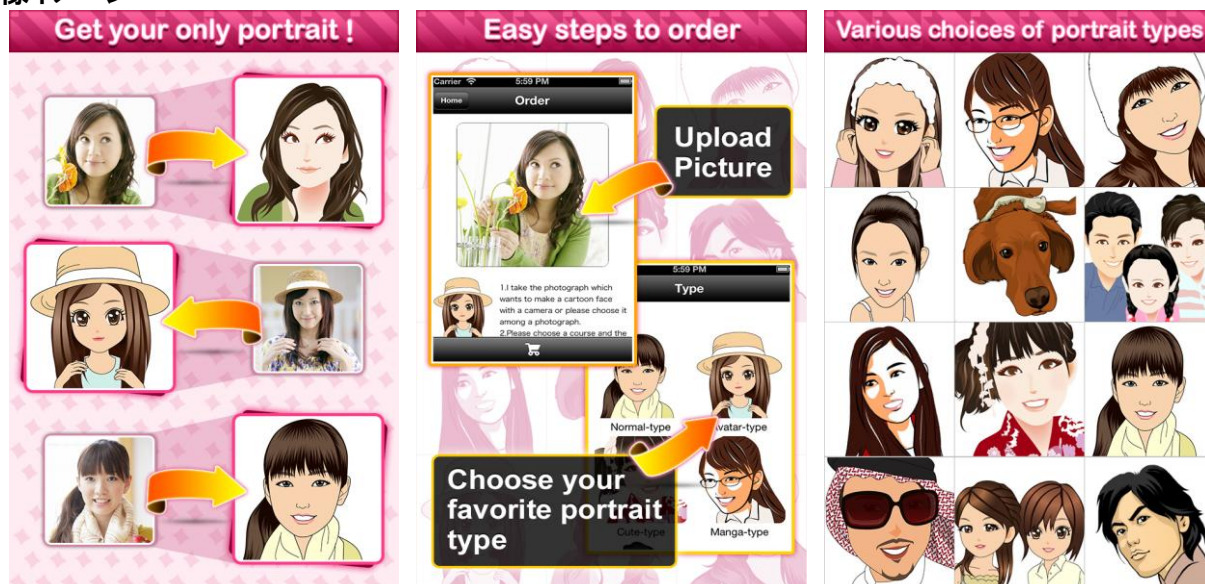 Get your only portrait !
Easy steps to order
Carrier
5:59 PM
Home
Order
Upload
Picture
1.I take the photograph which
wants to make a cartoon face
with a camera or please choose it
among a photograph.
2.Please choose a course and the
5:59 PM
Type
Normal-type
Avatar-type
Choose your
favorite portrait
type
Cute-type
Manga-type
Various choices of portrait types